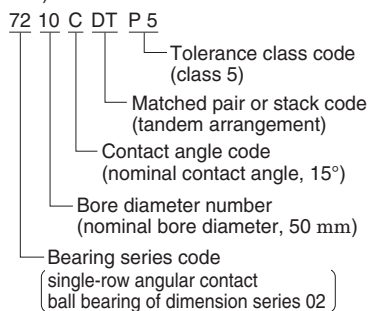 72 10 C DT P 5
Tolerance class code
(class 5)
Matched pair or stack code
(tandem arrangement)
Contact angle code
(nominal contact angle, 15°)
Bore diameter number
(nominal bore diameter, 50 mm)
Bearing series code
(single-row angular contact
ball bearing of dimension series 02)